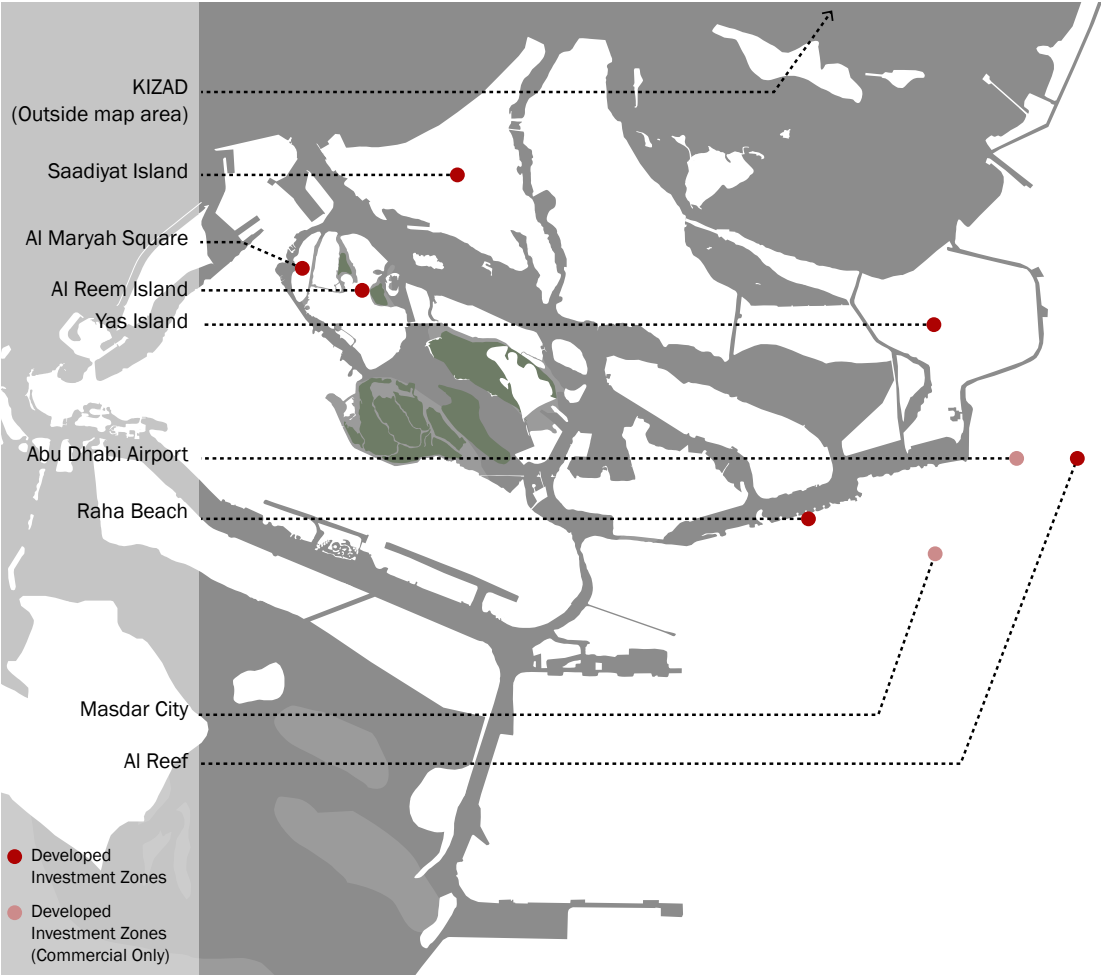 KIZAD
(Outside map area)
Saadiyat Island
Al Maryah Square
Al Reem Island
Yas Island
Abu Dhabi Airport
Raha Beach
Masdar City
Al Reef
Developed
Investment Zones
Developed
Investment Zones
(Commercial Only)